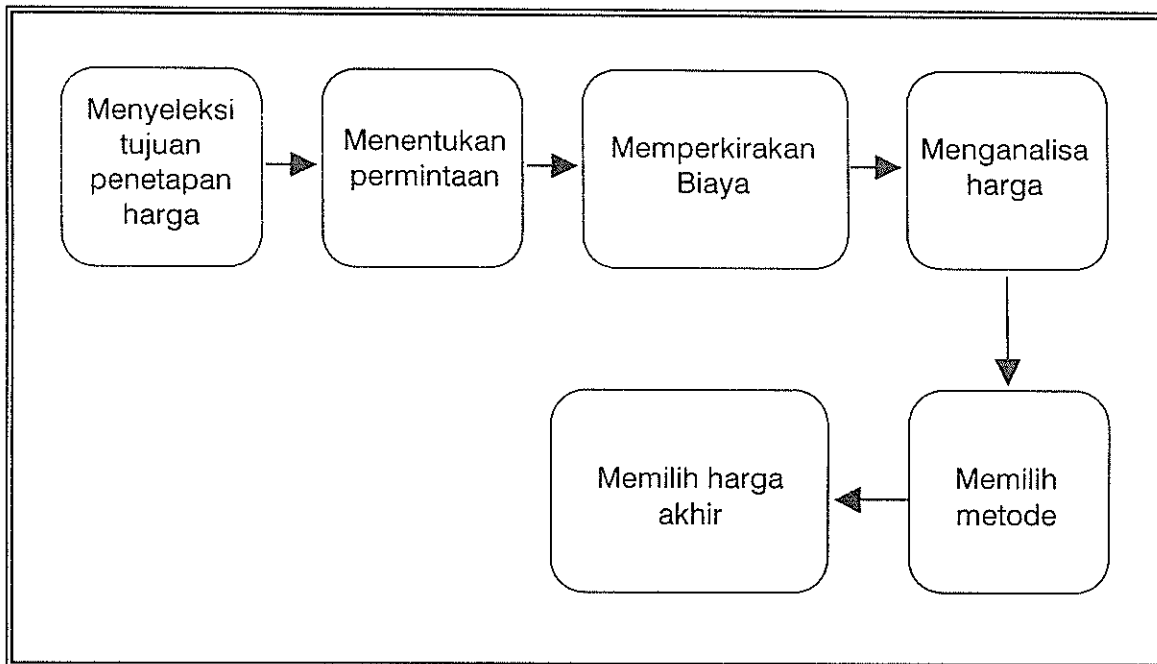 Menyeleksi
tujuan
penetapan
harga
Menentukan
permintaan
Memperkirakan
Biaya
Menganalisa
harga
Memilih harga
akhir
Memilih
metode